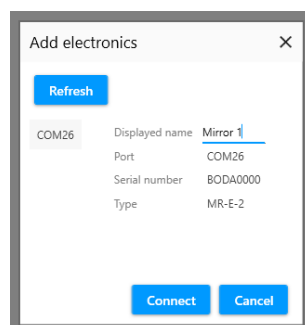 Add electronics
Refresh
COM26
Displayed name Mirror 1
Port COM26
Serial number BODA0000
Type MR-E-2
Connect Cancel